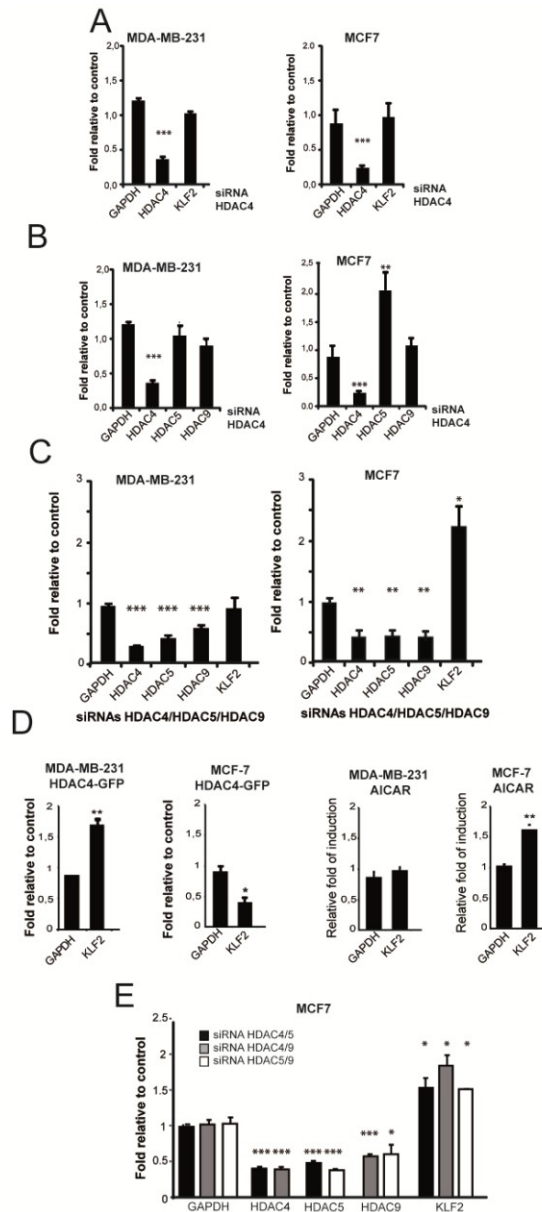 A
MDA-MB-231
MCF7
Fold relative to control
1,5
1,0
0,5
0,0
GAPDH
HDAC4
KLF2
***
siRNA
HDAC4
Fold relative to control
1,5
1,0
0,5
0,0
GAPDH
HDAC4
KLF2
***
siRNA
HDAC4
B
MDA-MB-231
MCF7
Fold relative to control
1,5
1,0
0,5
0,0
GAPDH
HDAC4
HDAC5
HDAC9
***
siRNA
HDAC4
Fold relative to control
2,5
2,0
1,5
1,0
0,5
0,0
GAPDH
HDAC4
HDAC5
HDAC9
***
**
siRNA
HDAC4
C
MDA-MB-231
MCF7
Fold relative to control
3
2
1
0
GAPDH
HDAC4
HDAC5
HDAC9
KLF2
*** *** ***
siRNAs HDAC4/HDAC5/HDAC9
Fold relative to control
3
2
1
0
GAPDH
HDAC4
HDAC5
HDAC9
KLF2
** ** ** *
siRNAs HDAC4/HDAC5/HDAC9
D
MDA-MB-231
HDAC4-GFP
Fold relative to control
2
1,5
1
0,5
0
GAPDH
KLF2
**
MCF-7
HDAC4-GFP
Fold relative to control
2
1,5
1
0,5
0
GAPDH
KLF2
*
MDA-MB-231
AICAR
Relative fold of induction
2
1,5
1
0,5
0
GAPDH
KLF2
MCF-7
AICAR
Relative fold of induction
2
1,5
1
0,5
0
GAPDH
KLF2
**
E
MCF7
Fold relative to control
2.5
2.0
1.5
1.0
0.5
0
siRNA HDAC4/5
siRNA HDAC4/9
siRNA HDAC5/9
*** *** *** *** *** * * * *
GAPDH HDAC4 HDAC5 HDAC9 KLF2